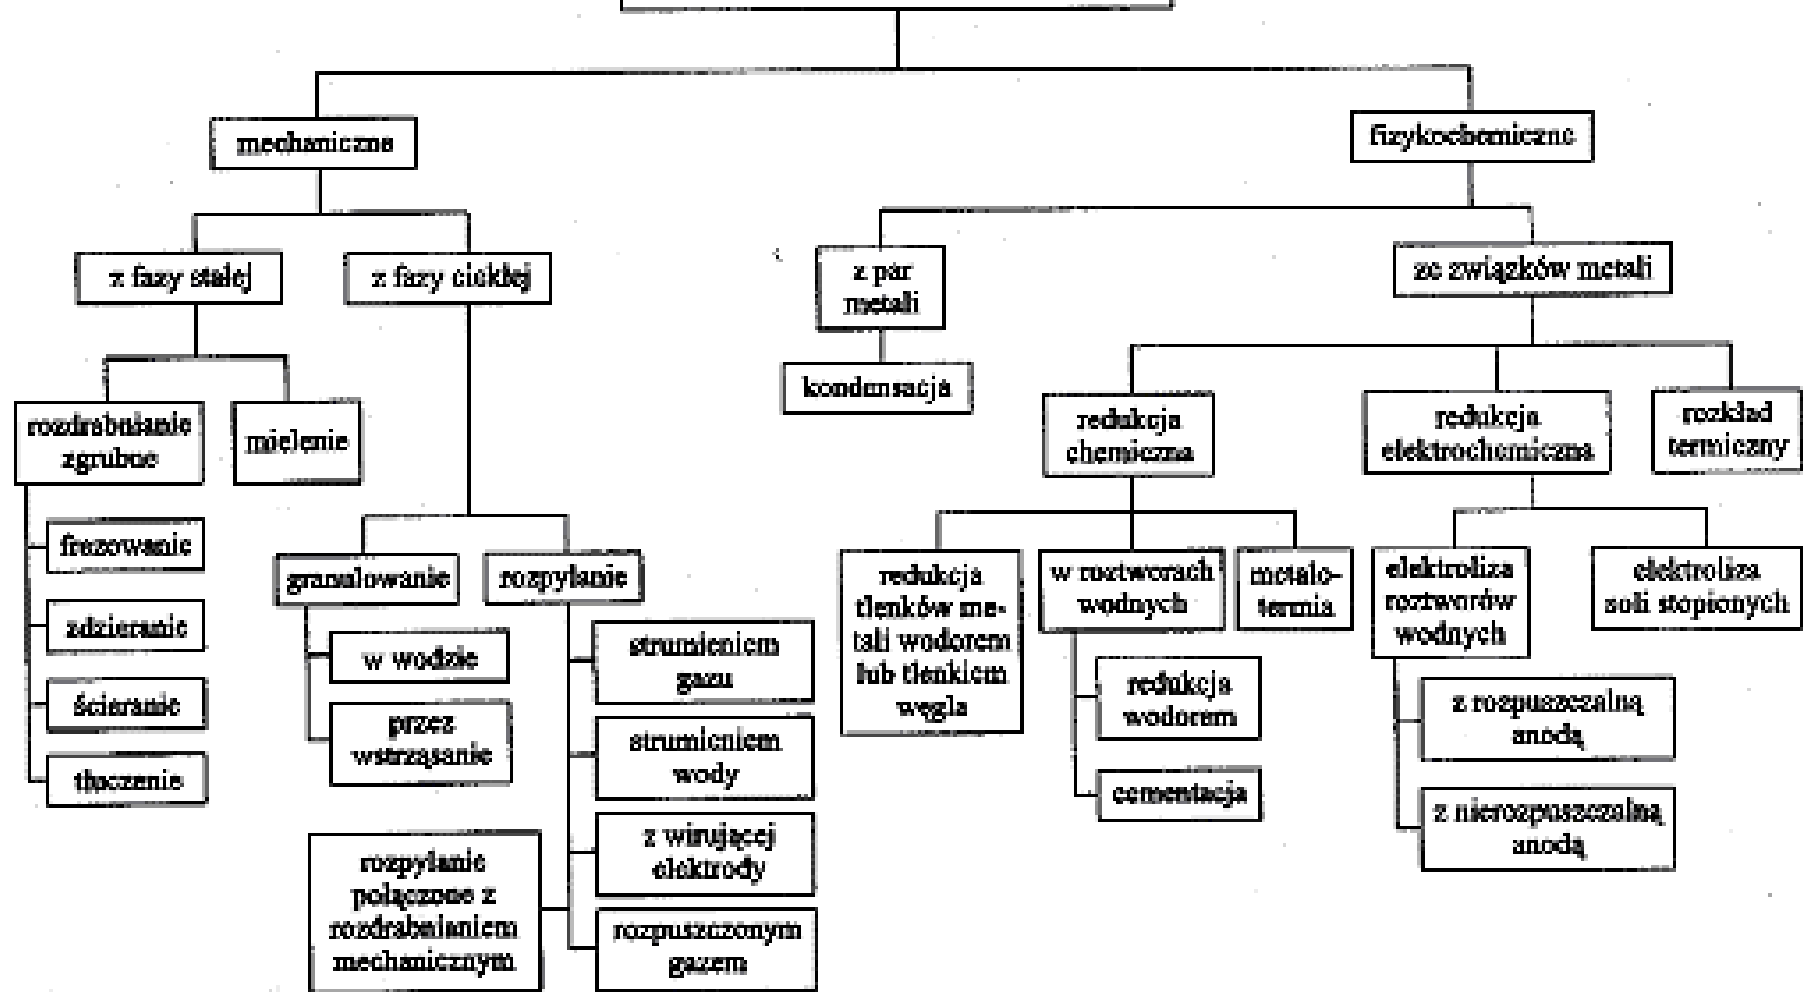 mechaniczne
fizykochemiczne
z fazy stałej
z fazy ciekłej
z par
metali
ze związków metali
kondensacja
rozdrabnianie
zgrubne
mielenie
redukcja
chemiczna
redukcja
elektrochemiczna
rozkład
termiczny
frezowanie
zdzieranie
ścieranie
tłoczenie
granulowanie
rozpylanie
w wodzie
przez
wstrząsanie
strumieniem
gazu
strumieniem
wody
z wirującej
elektrody
rozpuszczonym
gazem
rozpylanie
połączone z
rozdrabnianiem
mechanicznym
redukcja
tlenków me-
tali wodorem
lub tlenkiem
węgla
w roztworach
wodnych
metalo-
termia
redukcja
wodorem
cementacja
elektroliza
roztworów
wodnych
elektroliza
soli stopionych
z rozpuszczalną
anodą
z nierozpuszczalną
anodą